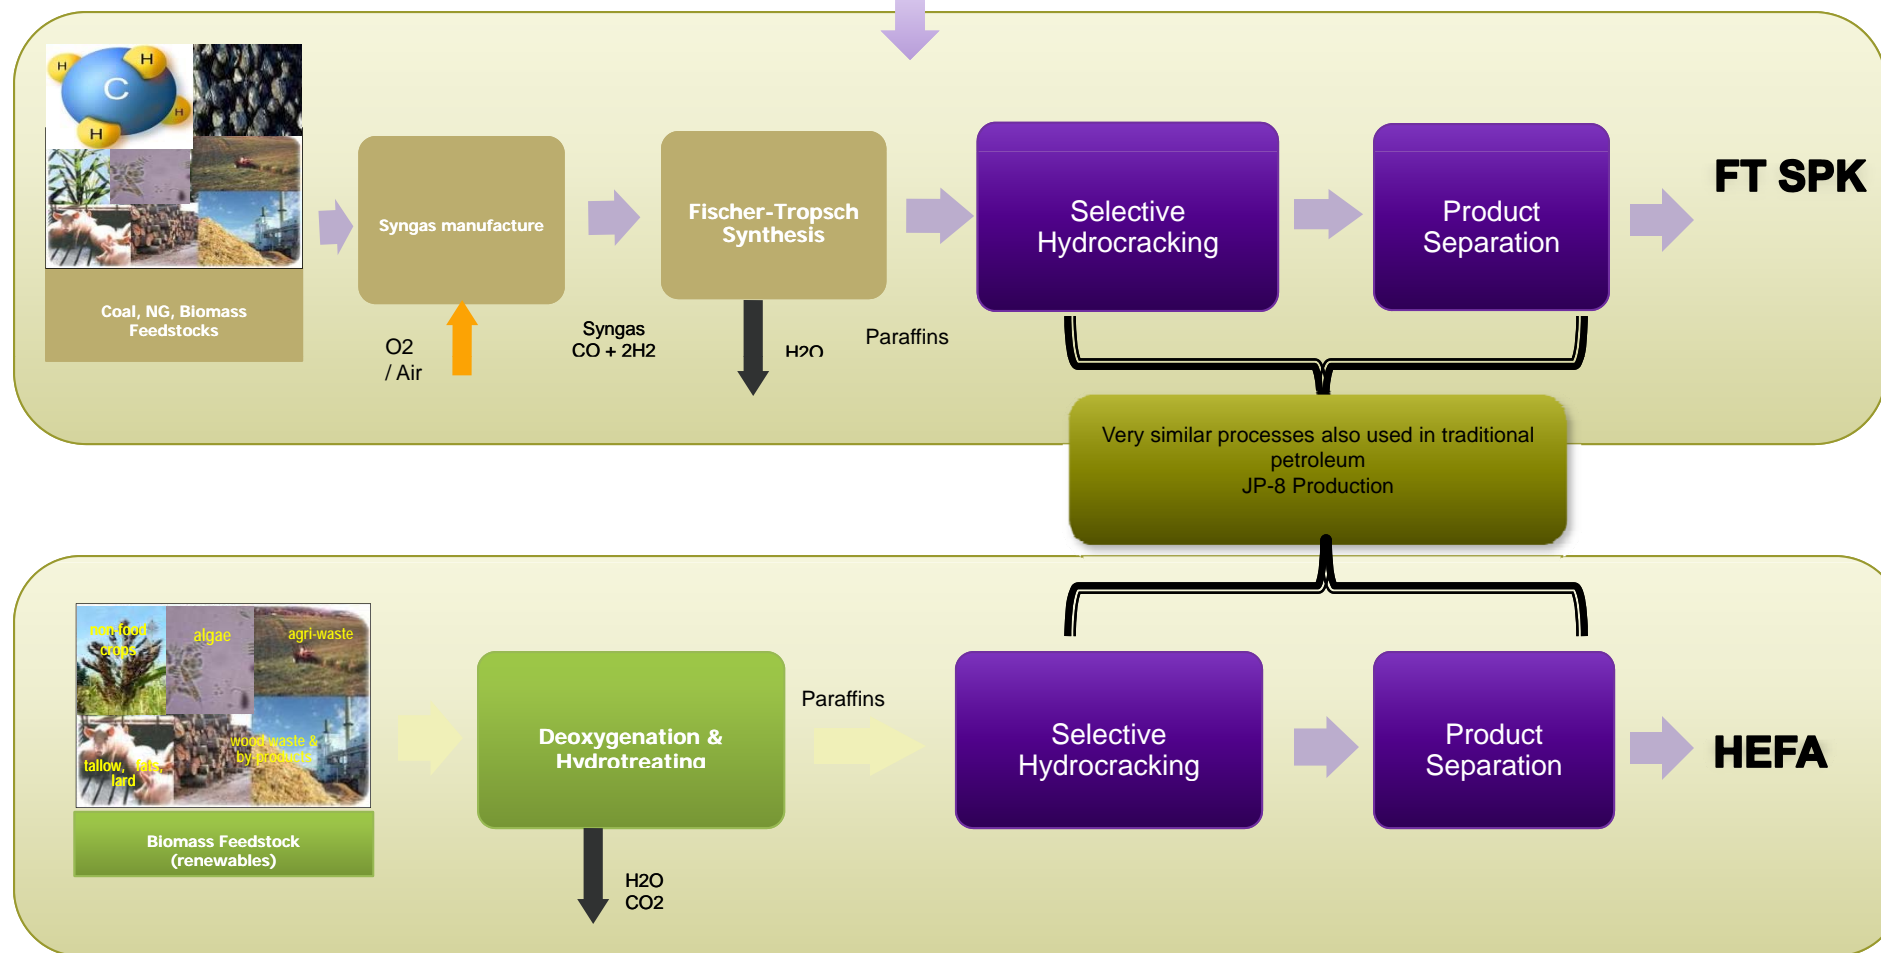 H
H
C
H
H
Coal, NG, Biomass
Feedstocks
Syngas manufacture
O2
/ Air
Syngas
CO + 2H2
Fischer-Tropsch
Synthesis
H2O
Paraffins
Selective
Hydrocracking
Product
Separation
FT SPK
Very similar processes also used in traditional
petroleum
JP-8 Production
non-food
crops
algae
agri-waste
tallow, fats,
lard
wood waste &
by-products
Biomass Feedstock
(renewables)
Deoxygenation &
Hydrotreating
H2O
CO2
Paraffins
Selective
Hydrocracking
Product
Separation
HEFA